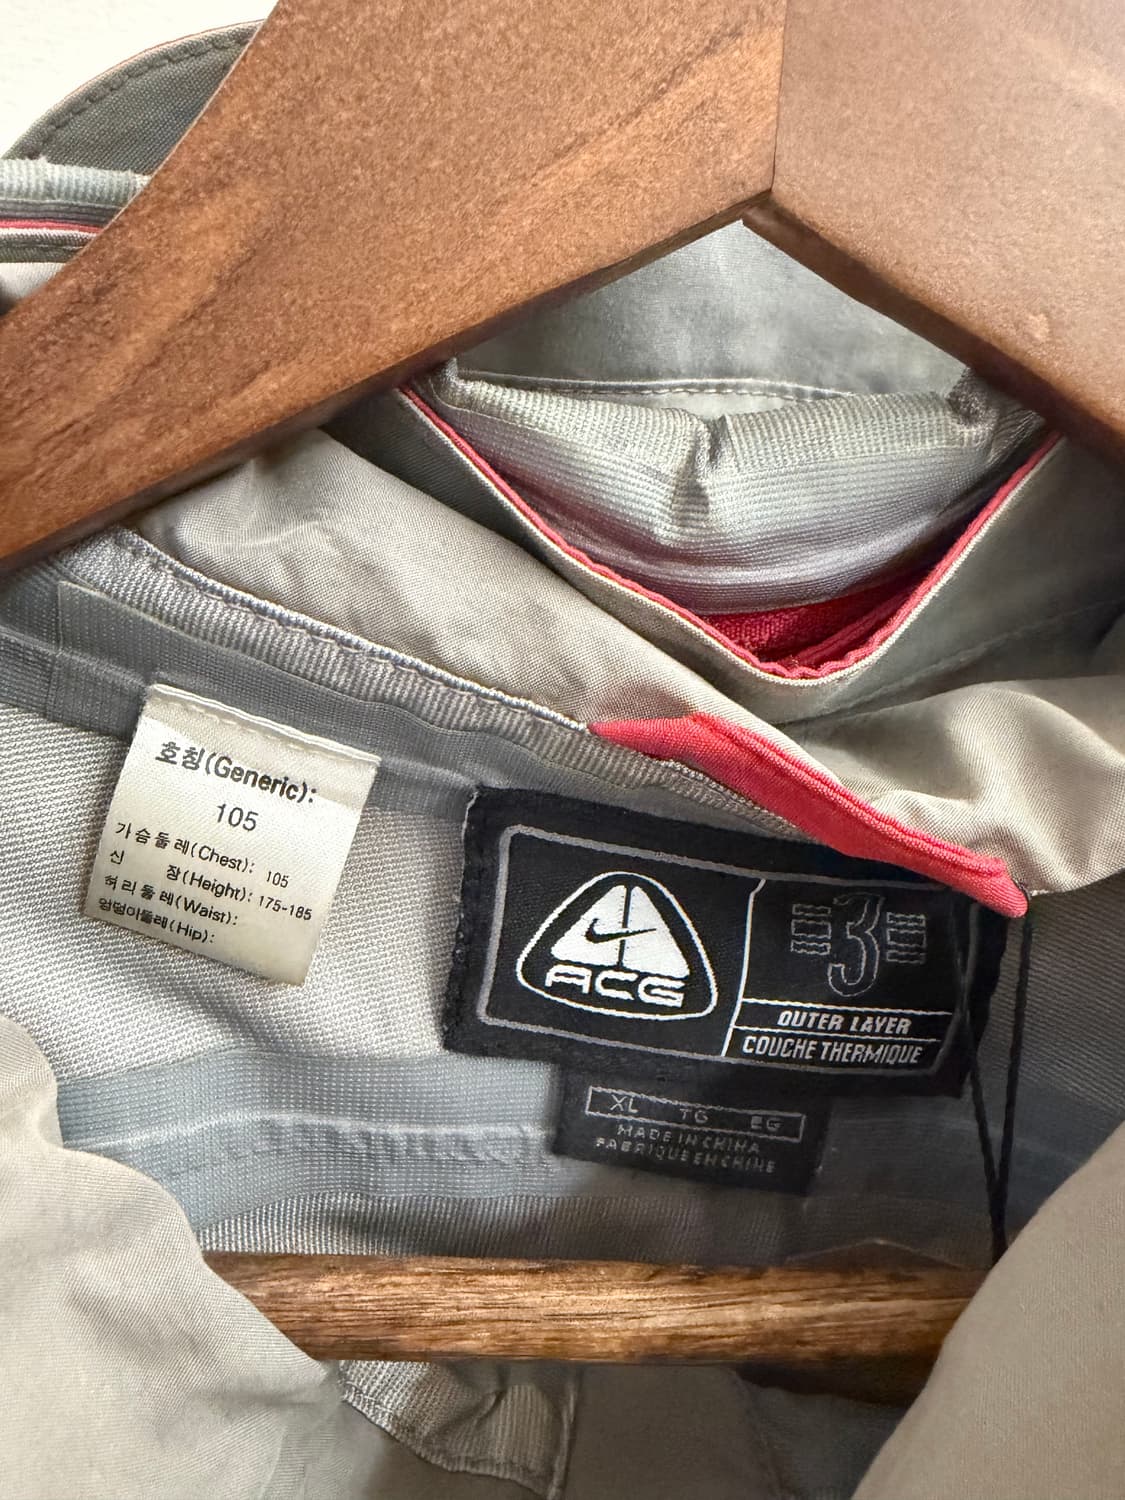 호칭(Generic):
105
가슴둘레(Chest): 105
신 장(Height): 175-185
허리둘레(Waist):
엉덩이둘레(Hip):
ACG
3
OUTER LAYER
COUCHE THERMIQUE
XL TG EG
MADE IN CHINA
FABRIQUE EN CHINE